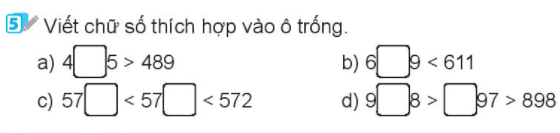 5 Viết chữ số thích hợp vào ô trống.
a) 4□5 > 489 b) 6□9 < 611
c) 57□ < 57□ < 572 d) 9□8 > □97 > 898